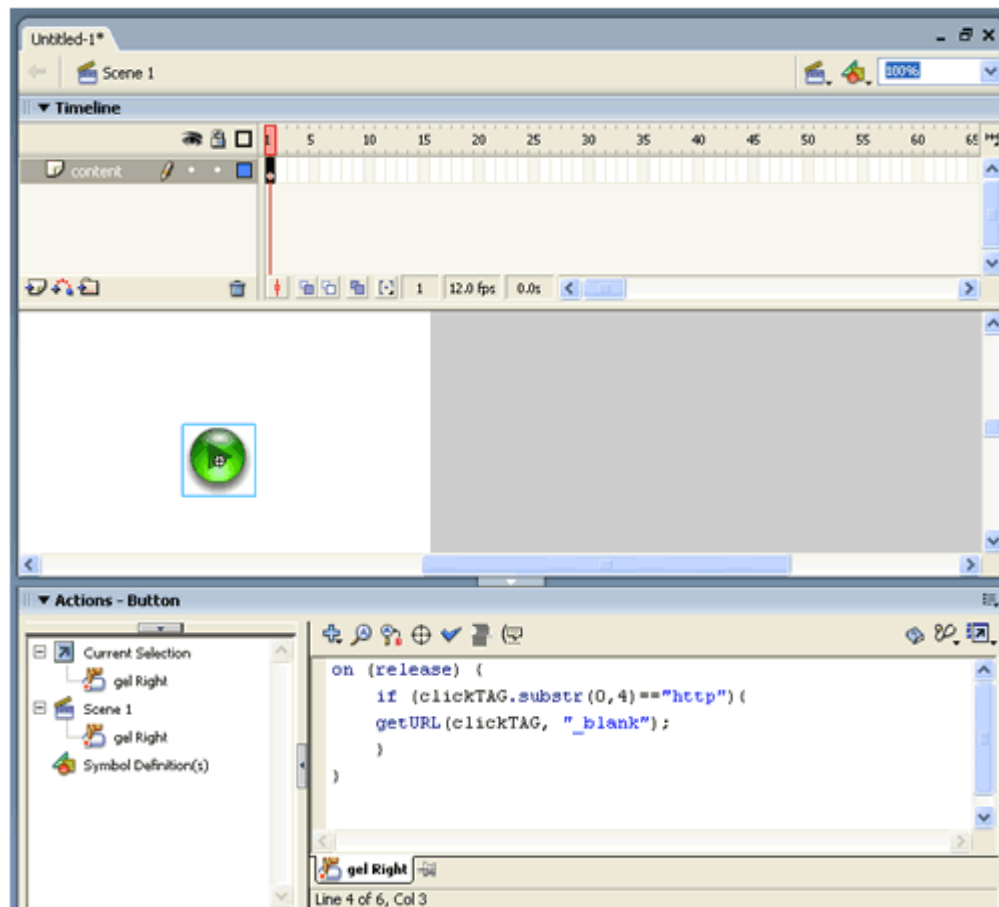 Untitled-1*
Scene 1
100%
Timeline
1 5 10 15 20 25 30 35 40 45 50 55 60 65
content
1 12.0 fps 0.0s
Actions - Button
Current Selection
gel Right
Scene 1
gel Right
Symbol Definition(s)
on (release) {
if (clickTAG.substr(0,4)=="http"){
getURL(clickTAG, "_blank");
}
}
gel Right
Line 4 of 6, Col 3